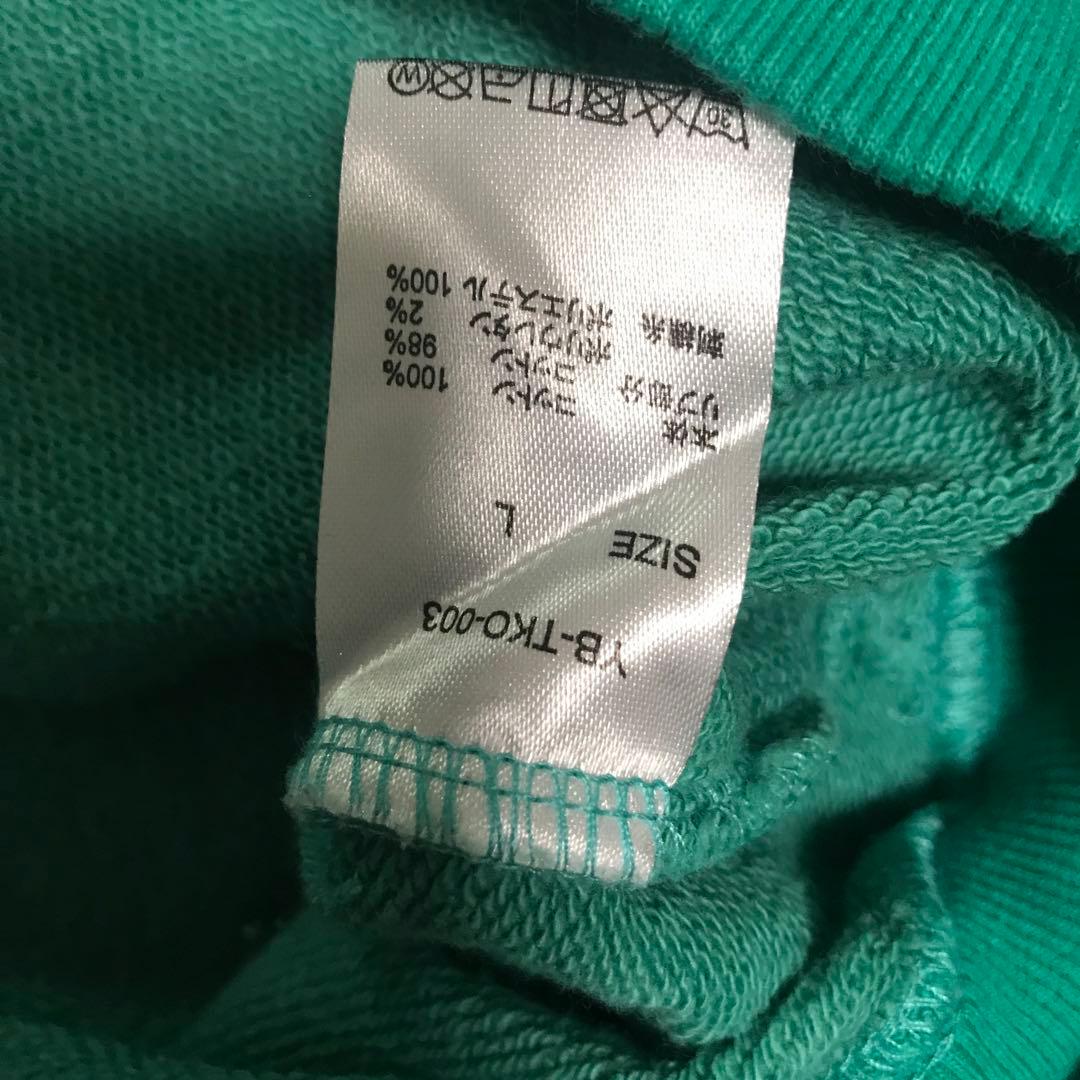 YB-TKO-003
SIZE L
本体 コットン 100%
リブ部分 コットン 98%
ポリウレタン 2%
刺繍糸 ポリエステル 100%
30
W